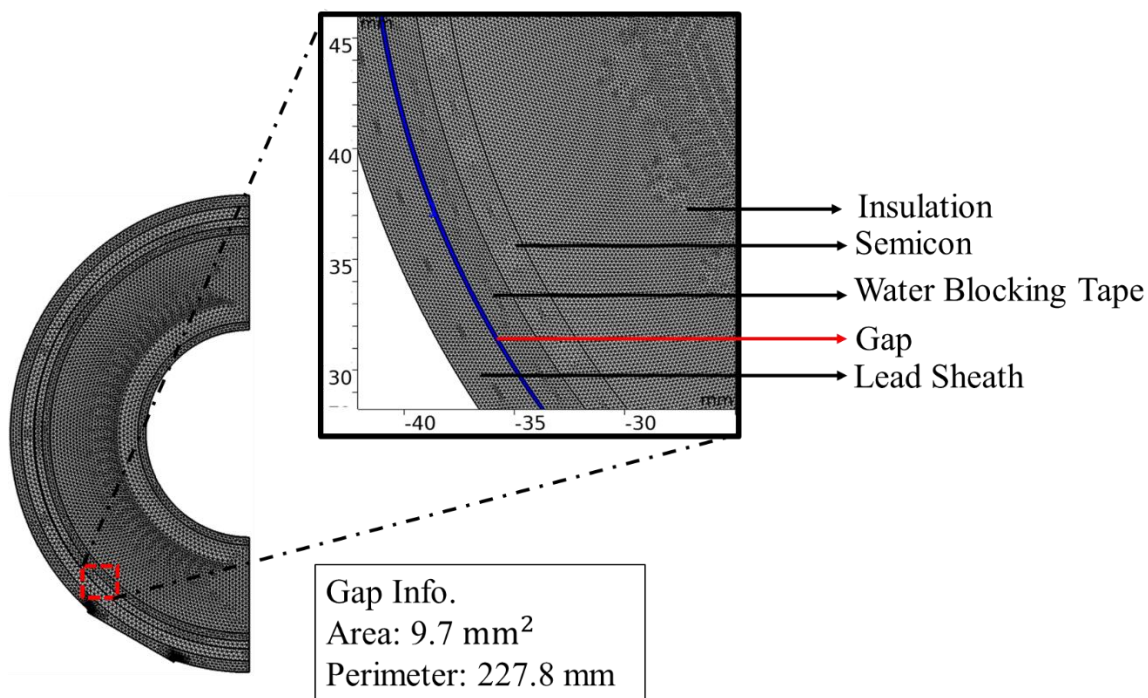 mm
45
40
35
30
-40
-35
-30
mm
Insulation
Semicon
Water Blocking Tape
Gap
Lead Sheath
Gap Info.
Area: 9.7 mm²
Perimeter: 227.8 mm